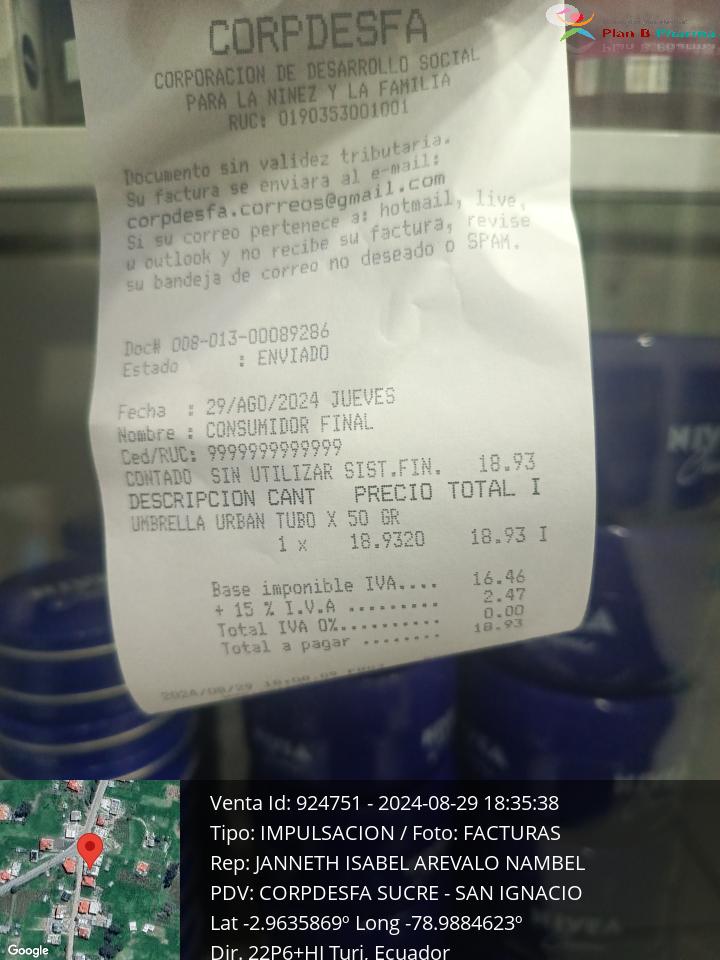 Plan B Pharma
CORPDESFA
CORPORACION DE DESARROLLO SOCIAL
PARA LA NINEZ Y LA FAMILIA
RUC: 0190353001001
Documento sin validez tributaria.
Su factura se enviara al e-mail:
corpdesfa.correos@gmail.com
Si su correo pertenece a: hotmail, live,
u outlook y no recibe su factura, revise
su bandeja de correo no deseado o SPAM.
Doc# 008-013-00089286
Estado : ENVIADO
Fecha : 29/AGO/2024 JUEVES
Nombre : CONSUMIDOR FINAL
Ced/RUC: 9999999999999
CONTADO SIN UTILIZAR SIST.FIN. 18.93
DESCRIPCION CANT PRECIO TOTAL I
UMBRELLA URBAN TUBO X 50 GR
1 x 18.9320 18.93 I
Base imponible IVA.... 16.46
+ 15 % I.V.A ......... 2.47
Total IVA 0%.......... 0.00
Total a pagar ........ 18.93
2024/08/29
NIVEA
Venta Id: 924751 - 2024-08-29 18:35:38
Tipo: IMPULSACION / Foto: FACTURAS
Rep: JANNETH ISABEL AREVALO NAMBEL
PDV: CORPDESFA SUCRE - SAN IGNACIO
Lat -2.9635869º Long -78.9884623º
Dir. 22P6+HJ Turi, Ecuador
Google